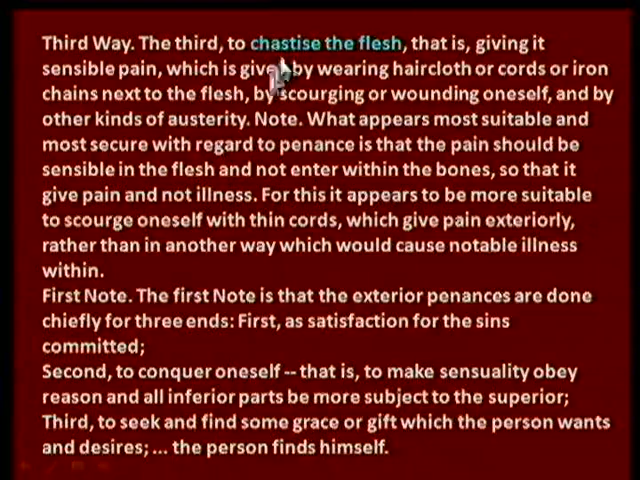 Third Way. The third, to chastise the flesh, that is, giving it
sensible pain, which is given by wearing haircloth or cords or iron
chains next to the flesh, by scourging or wounding oneself, and by
other kinds of austerity. Note. What appears most suitable and
most secure with regard to penance is that the pain should be
sensible in the flesh and not enter within the bones, so that it
give pain and not illness. For this it appears to be more suitable
to scourge oneself with thin cords, which give pain exteriorly,
rather than in another way which would cause notable illness
within.
First Note. The first Note is that the exterior penances are done
chiefly for three ends: First, as satisfaction for the sins
committed;
Second, to conquer oneself -- that is, to make sensuality obey
reason and all inferior parts be more subject to the superior;
Third, to seek and find some grace or gift which the person wants
and desires; ... the person finds himself.